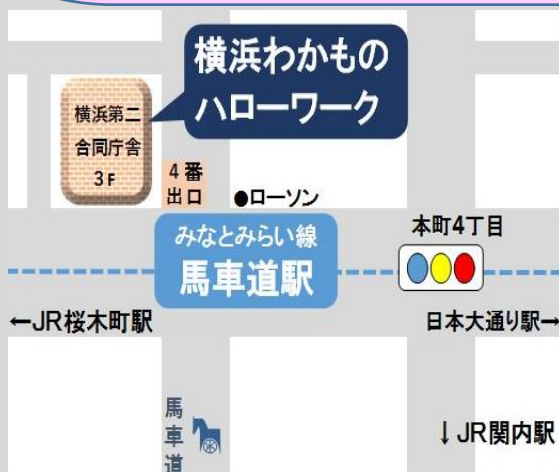 横浜わかもの
ハローワーク
横浜第二
合同庁舎
3F
4番
出口
●ローソン
みなとみらい線
馬車道駅
本町4丁目
←JR桜木町駅
日本大通り駅→
馬車道
↓JR関内駅